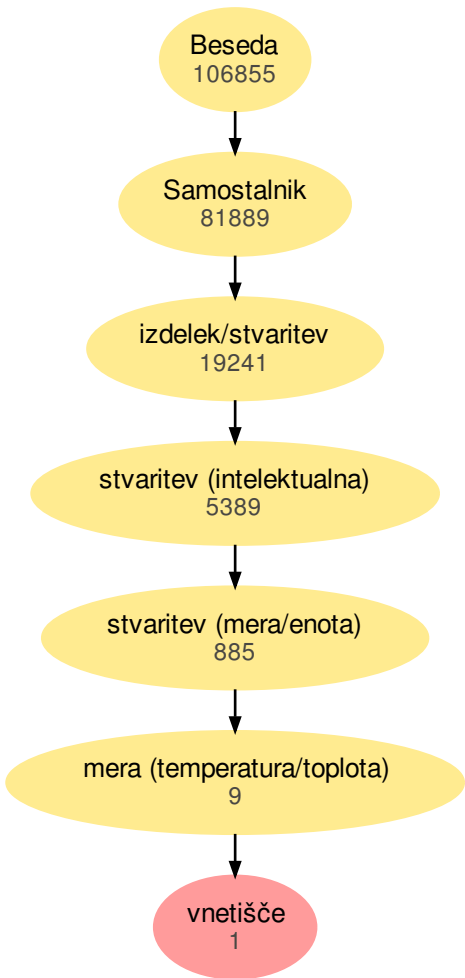 Beseda
106855
Samostalnik
81889
izdelek/stvaritev
19241
stvaritev (intelektualna)
5389
stvaritev (mera/enota)
885
mera (temperatura/toplota)
9
vnetišče
1